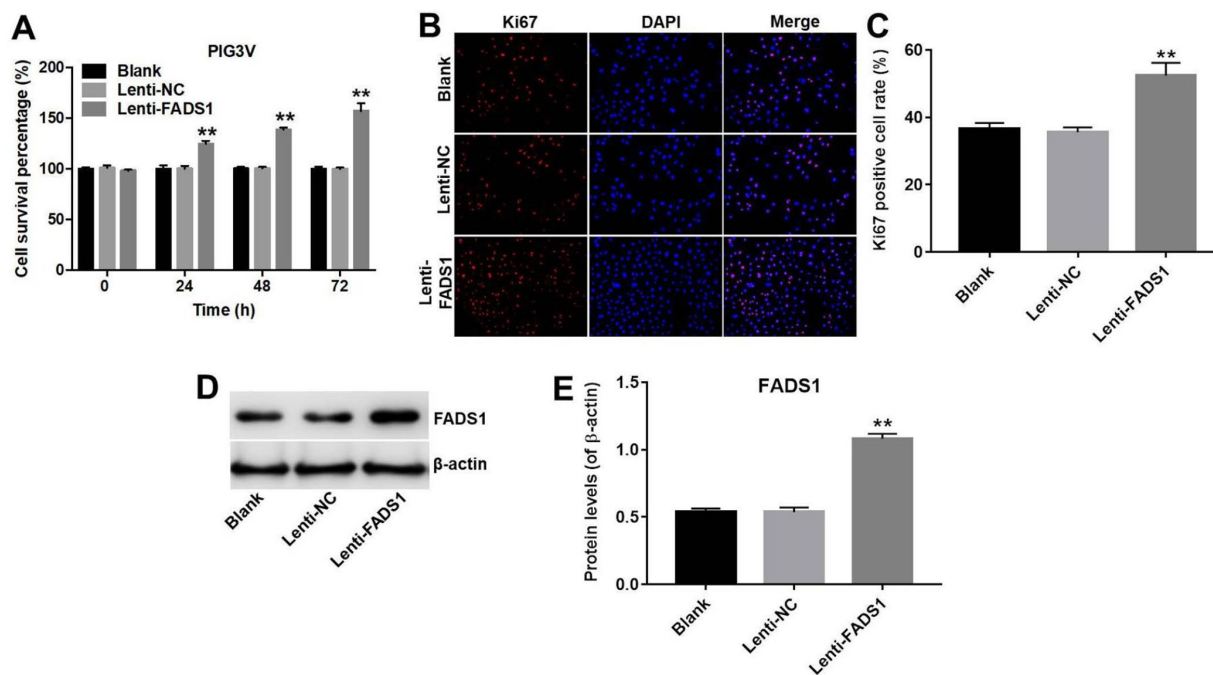 A
PIG3V
Cell survival percentage (%)
200
150
100
50
0
Blank
Lenti-NC
Lenti-FADS1
**
**
**
0
24
48
72
Time (h)
B
Ki67
DAPI
Merge
Blank
Lenti-NC
Lenti-
FADS1
C
Ki67 positive cell rate (%)
60
40
20
0
**
Blank
Lenti-NC
Lenti-FADS1
D
FADS1
β-actin
Blank
Lenti-NC
Lenti-FADS1
E
FADS1
Protein levels (of β-actin)
1.5
1.0
0.5
0.0
**
Blank
Lenti-NC
Lenti-FADS1